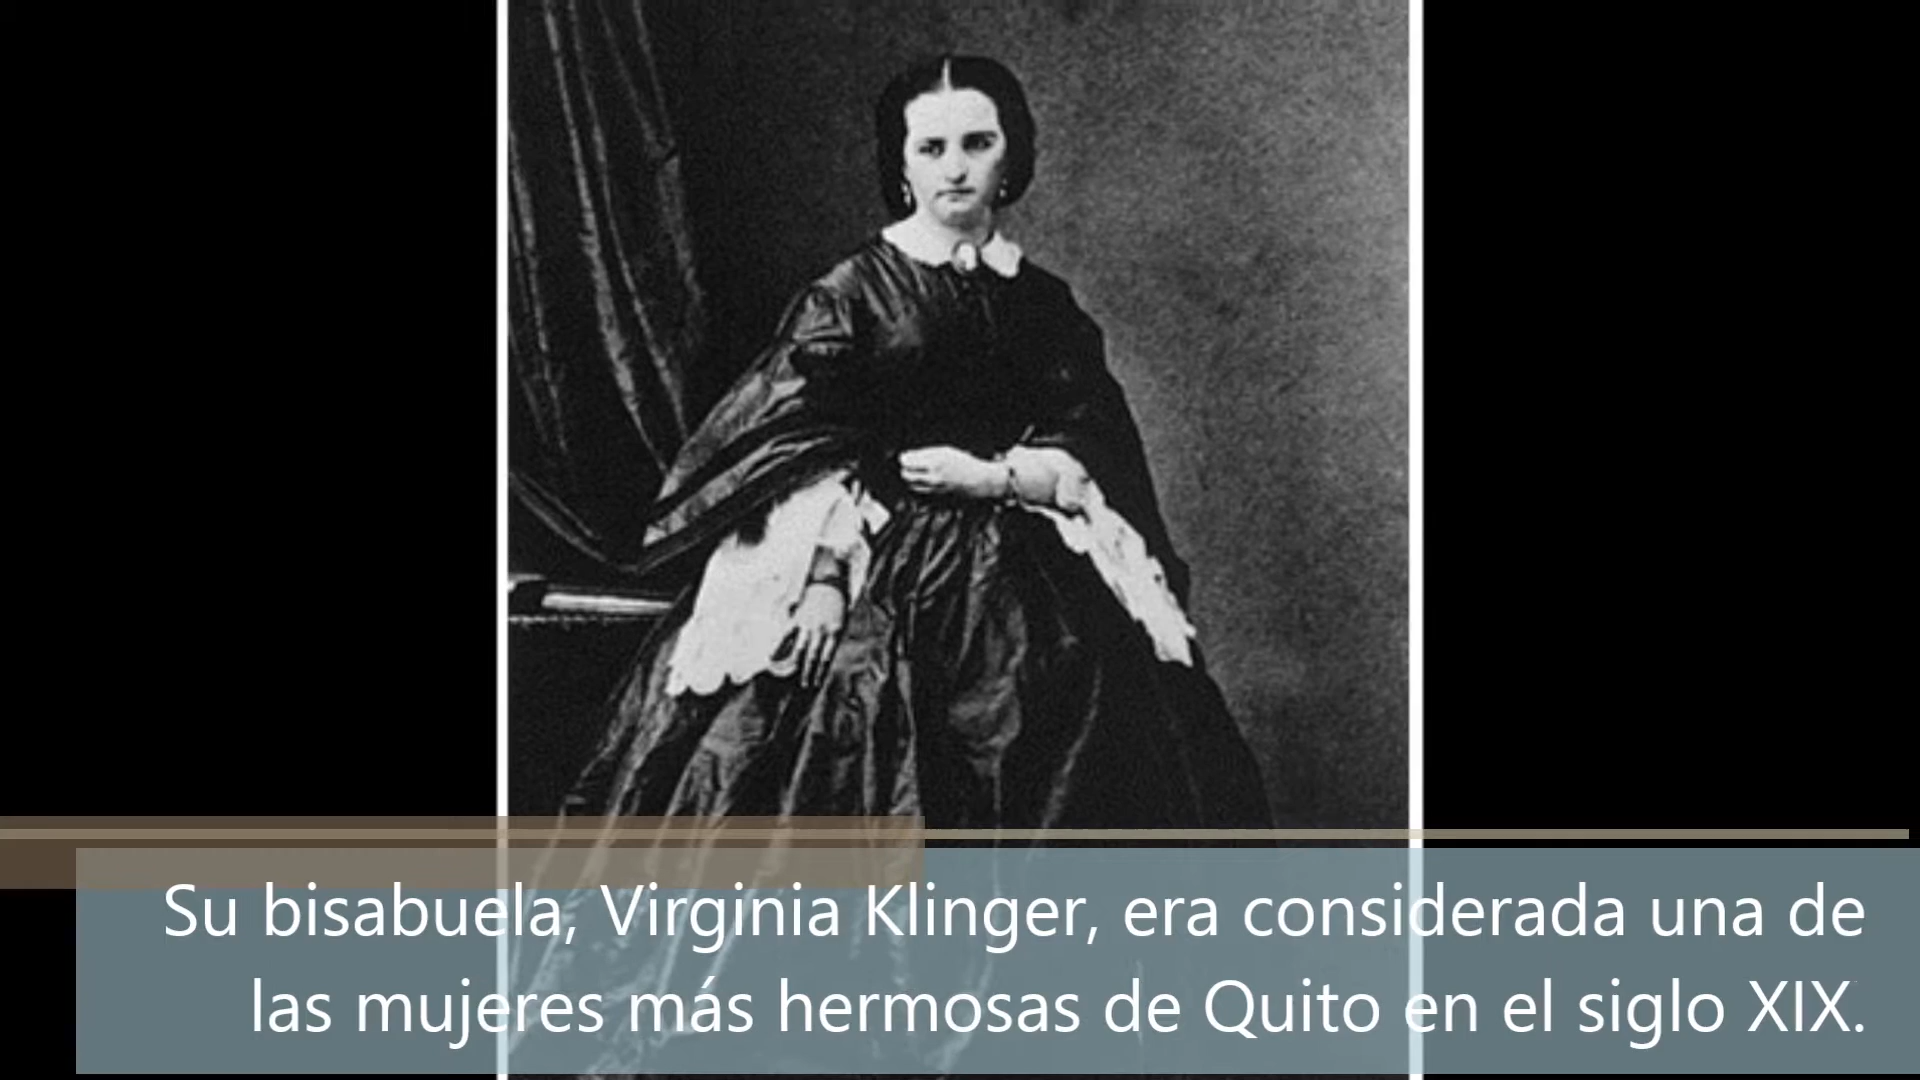 Su bisabuela, Virginia Klinger, era considerada una de
las mujeres más hermosas de Quito en el siglo XIX.